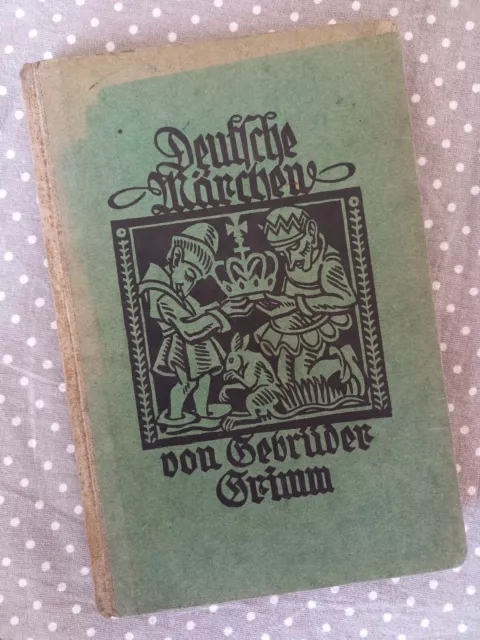 Deutsche
Märchen
von Gebrüder
Grimm